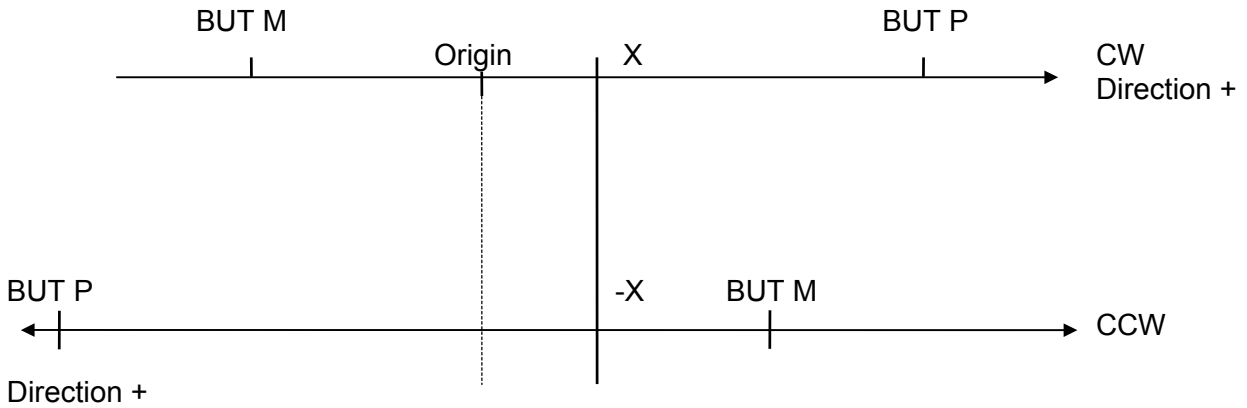 BUT M
BUT P
Origin
X
CW
Direction +
BUT P
-X
BUT M
CCW
Direction +